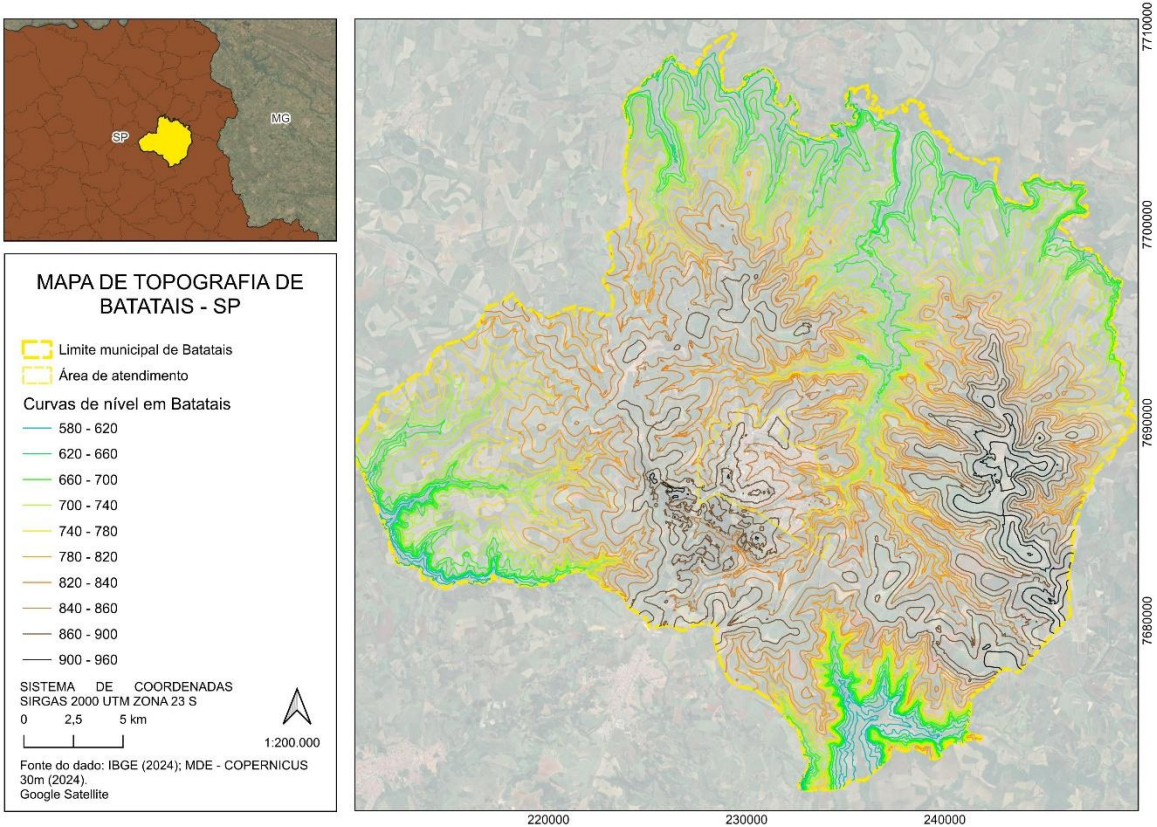 SP
MG
MAPA DE TOPOGRAFIA DE
BATATAIS - SP
Limite municipal de Batatais
Área de atendimento
Curvas de nível em Batatais
580 - 620
620 - 660
660 - 700
700 - 740
740 - 780
780 - 820
820 - 840
840 - 860
860 - 900
900 - 960
SISTEMA DE COORDENADAS
SIRGAS 2000 UTM ZONA 23 S
0 2,5 5 km
1:200.000
Fonte do dado: IBGE (2024); MDE - COPERNICUS
30m (2024).
Google Satellite
7710000
7700000
7690000
7680000
220000
230000
240000